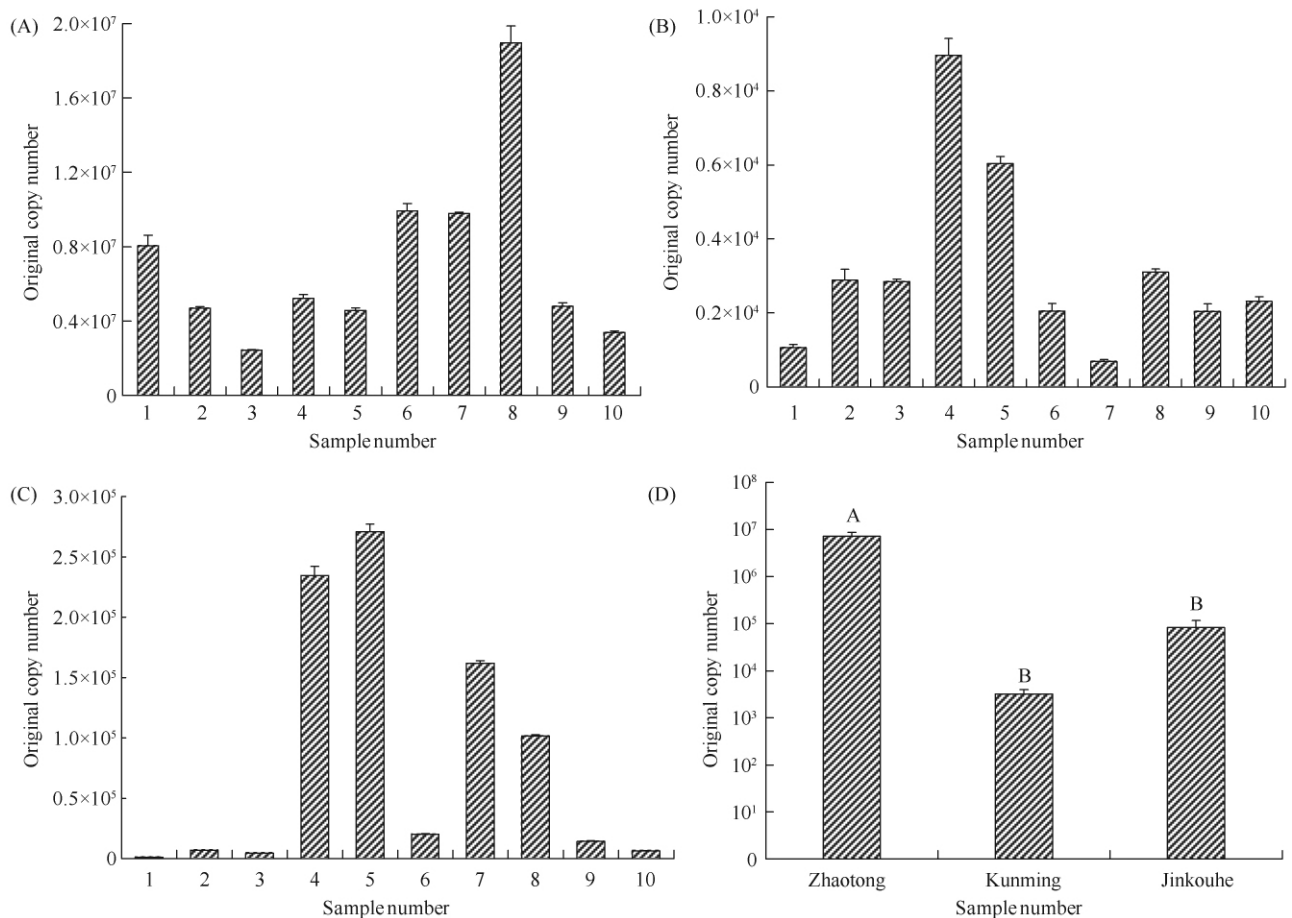 (A)
Original copy number
2.0×10⁷
1.6×10⁷
1.2×10⁷
0.8×10⁷
0.4×10⁷
0
1 2 3 4 5 6 7 8 9 10
Sample number
(B)
Original copy number
1.0×10⁴
0.8×10⁴
0.6×10⁴
0.4×10⁴
0.2×10⁴
0
1 2 3 4 5 6 7 8 9 10
Sample number
(C)
Original copy number
3.0×10⁵
2.5×10⁵
2.0×10⁵
1.5×10⁵
1.0×10⁵
0.5×10⁵
0
1 2 3 4 5 6 7 8 9 10
Sample number
(D)
Original copy number
10⁸
10⁷
10⁶
10⁵
10⁴
10³
10²
10¹
0
A
B
B
Zhaotong Kunming Jinkouhe
Sample number